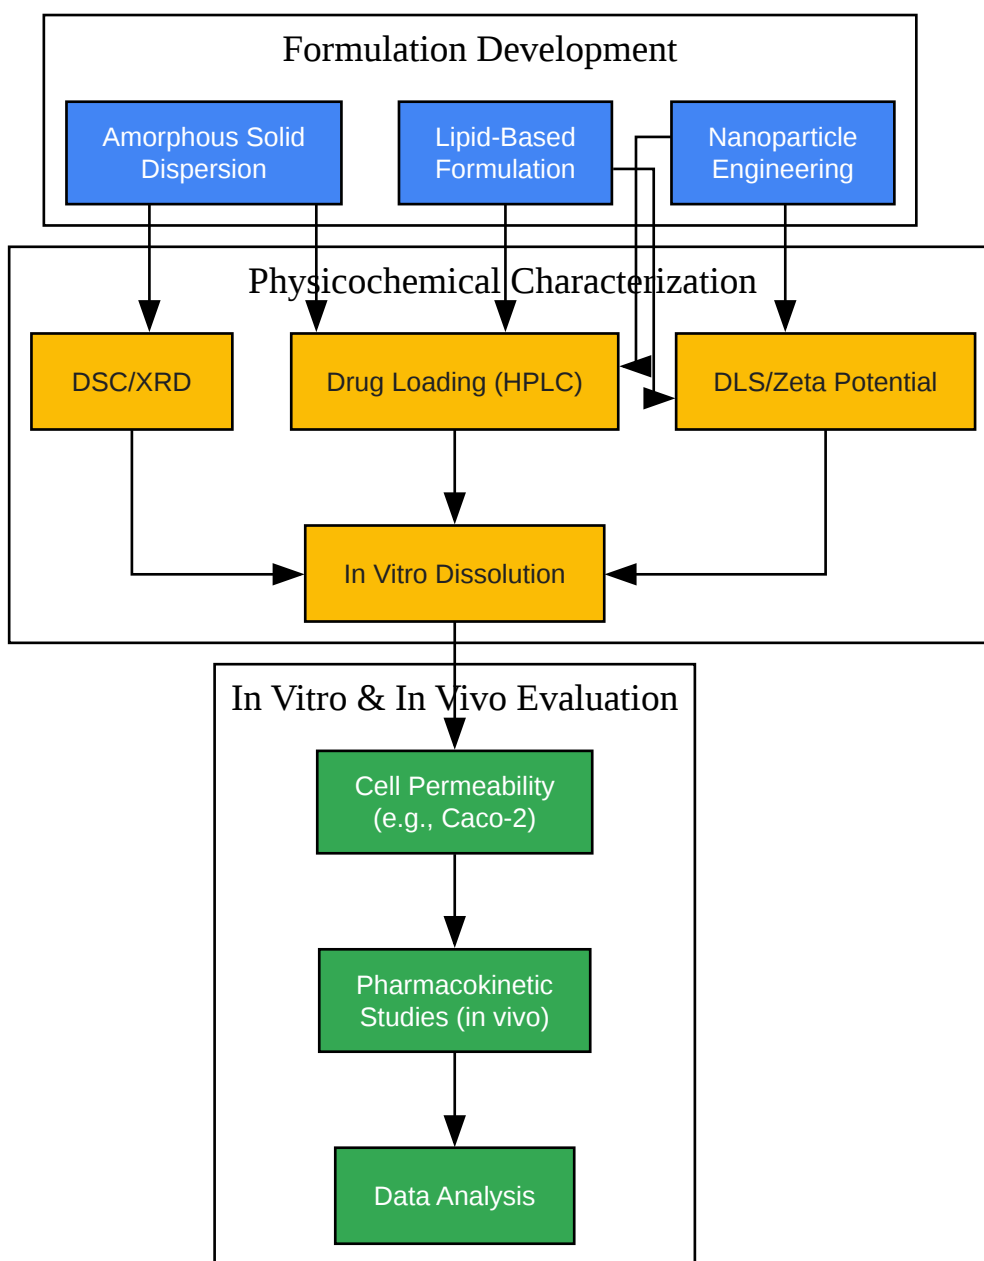 Formulation Development
Amorphous Solid
Dispersion
Lipid-Based
Formulation
Nanoparticle
Engineering
Physicochemical Characterization
DSC/XRD
Drug Loading (HPLC)
DLS/Zeta Potential
In Vitro Dissolution
In Vitro & In Vivo Evaluation
Cell Permeability
(e.g., Caco-2)
Pharmacokinetic
Studies (in vivo)
Data Analysis